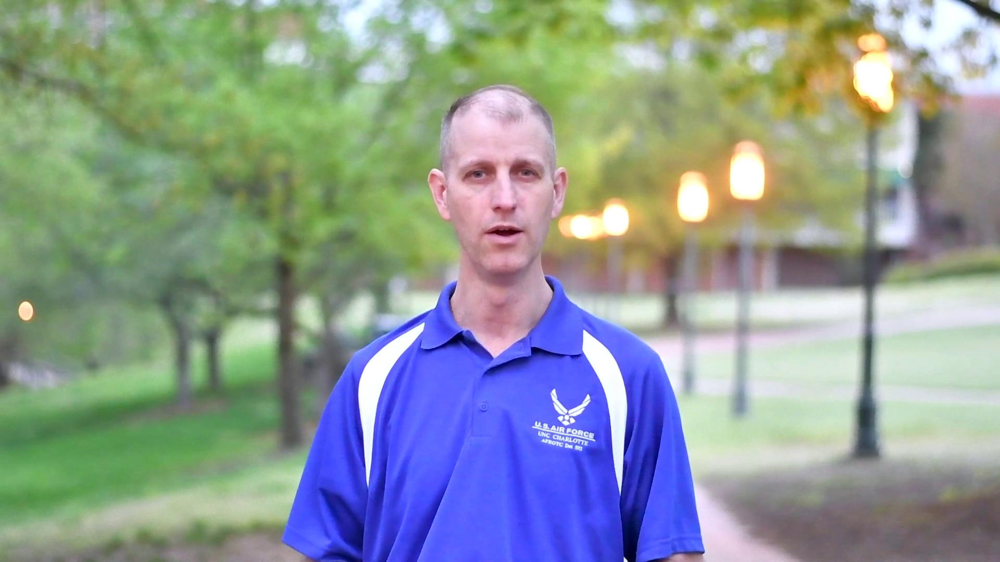 U.S. AIR FORCE
UNC CHARLOTTE
AFROTC Det 592